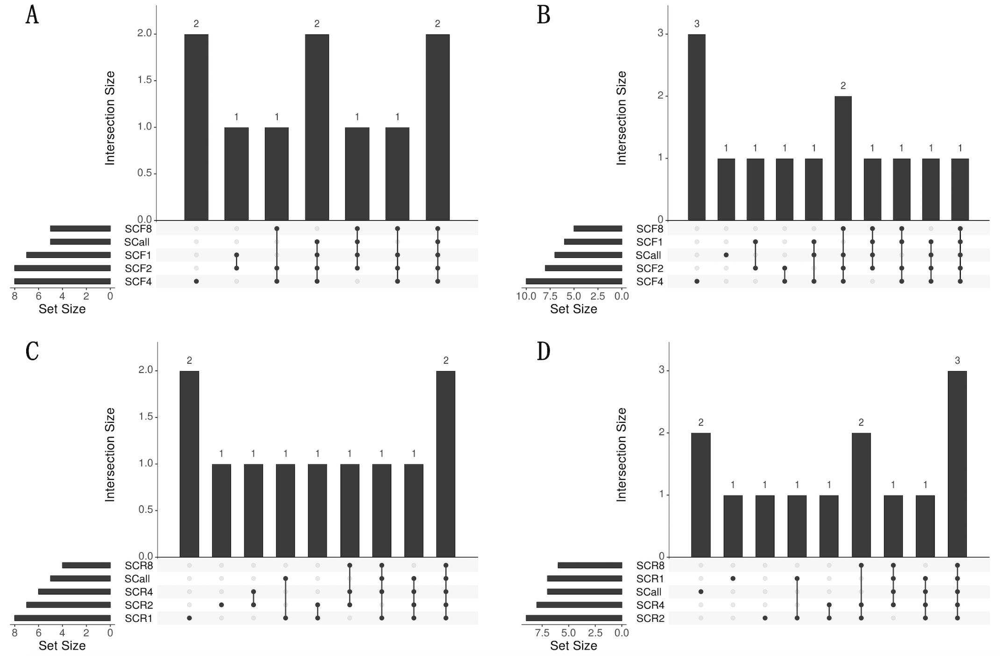 A
2 2 2
1 1 1 1
Intersection Size
2.0
1.5
1.0
0.5
0.0
SCF8
SCall
SCF1
SCF2
SCF4
8 6 4 2 0
Set Size
B
3
2
1 1 1 1 1 1 1 1
Intersection Size
3
2
1
0
SCF8
SCF1
SCall
SCF2
SCF4
10.0 7.5 5.0 2.5 0.0
Set Size
C
2 2
1 1 1 1 1 1 1
Intersection Size
2.0
1.5
1.0
0.5
0.0
SCR8
SCall
SCR4
SCR2
SCR1
8 6 4 2 0
Set Size
D
3
2 2
1 1 1 1 1 1
Intersection Size
3
2
1
0
SCR8
SCR1
SCall
SCR4
SCR2
7.5 5.0 2.5 0.0
Set Size